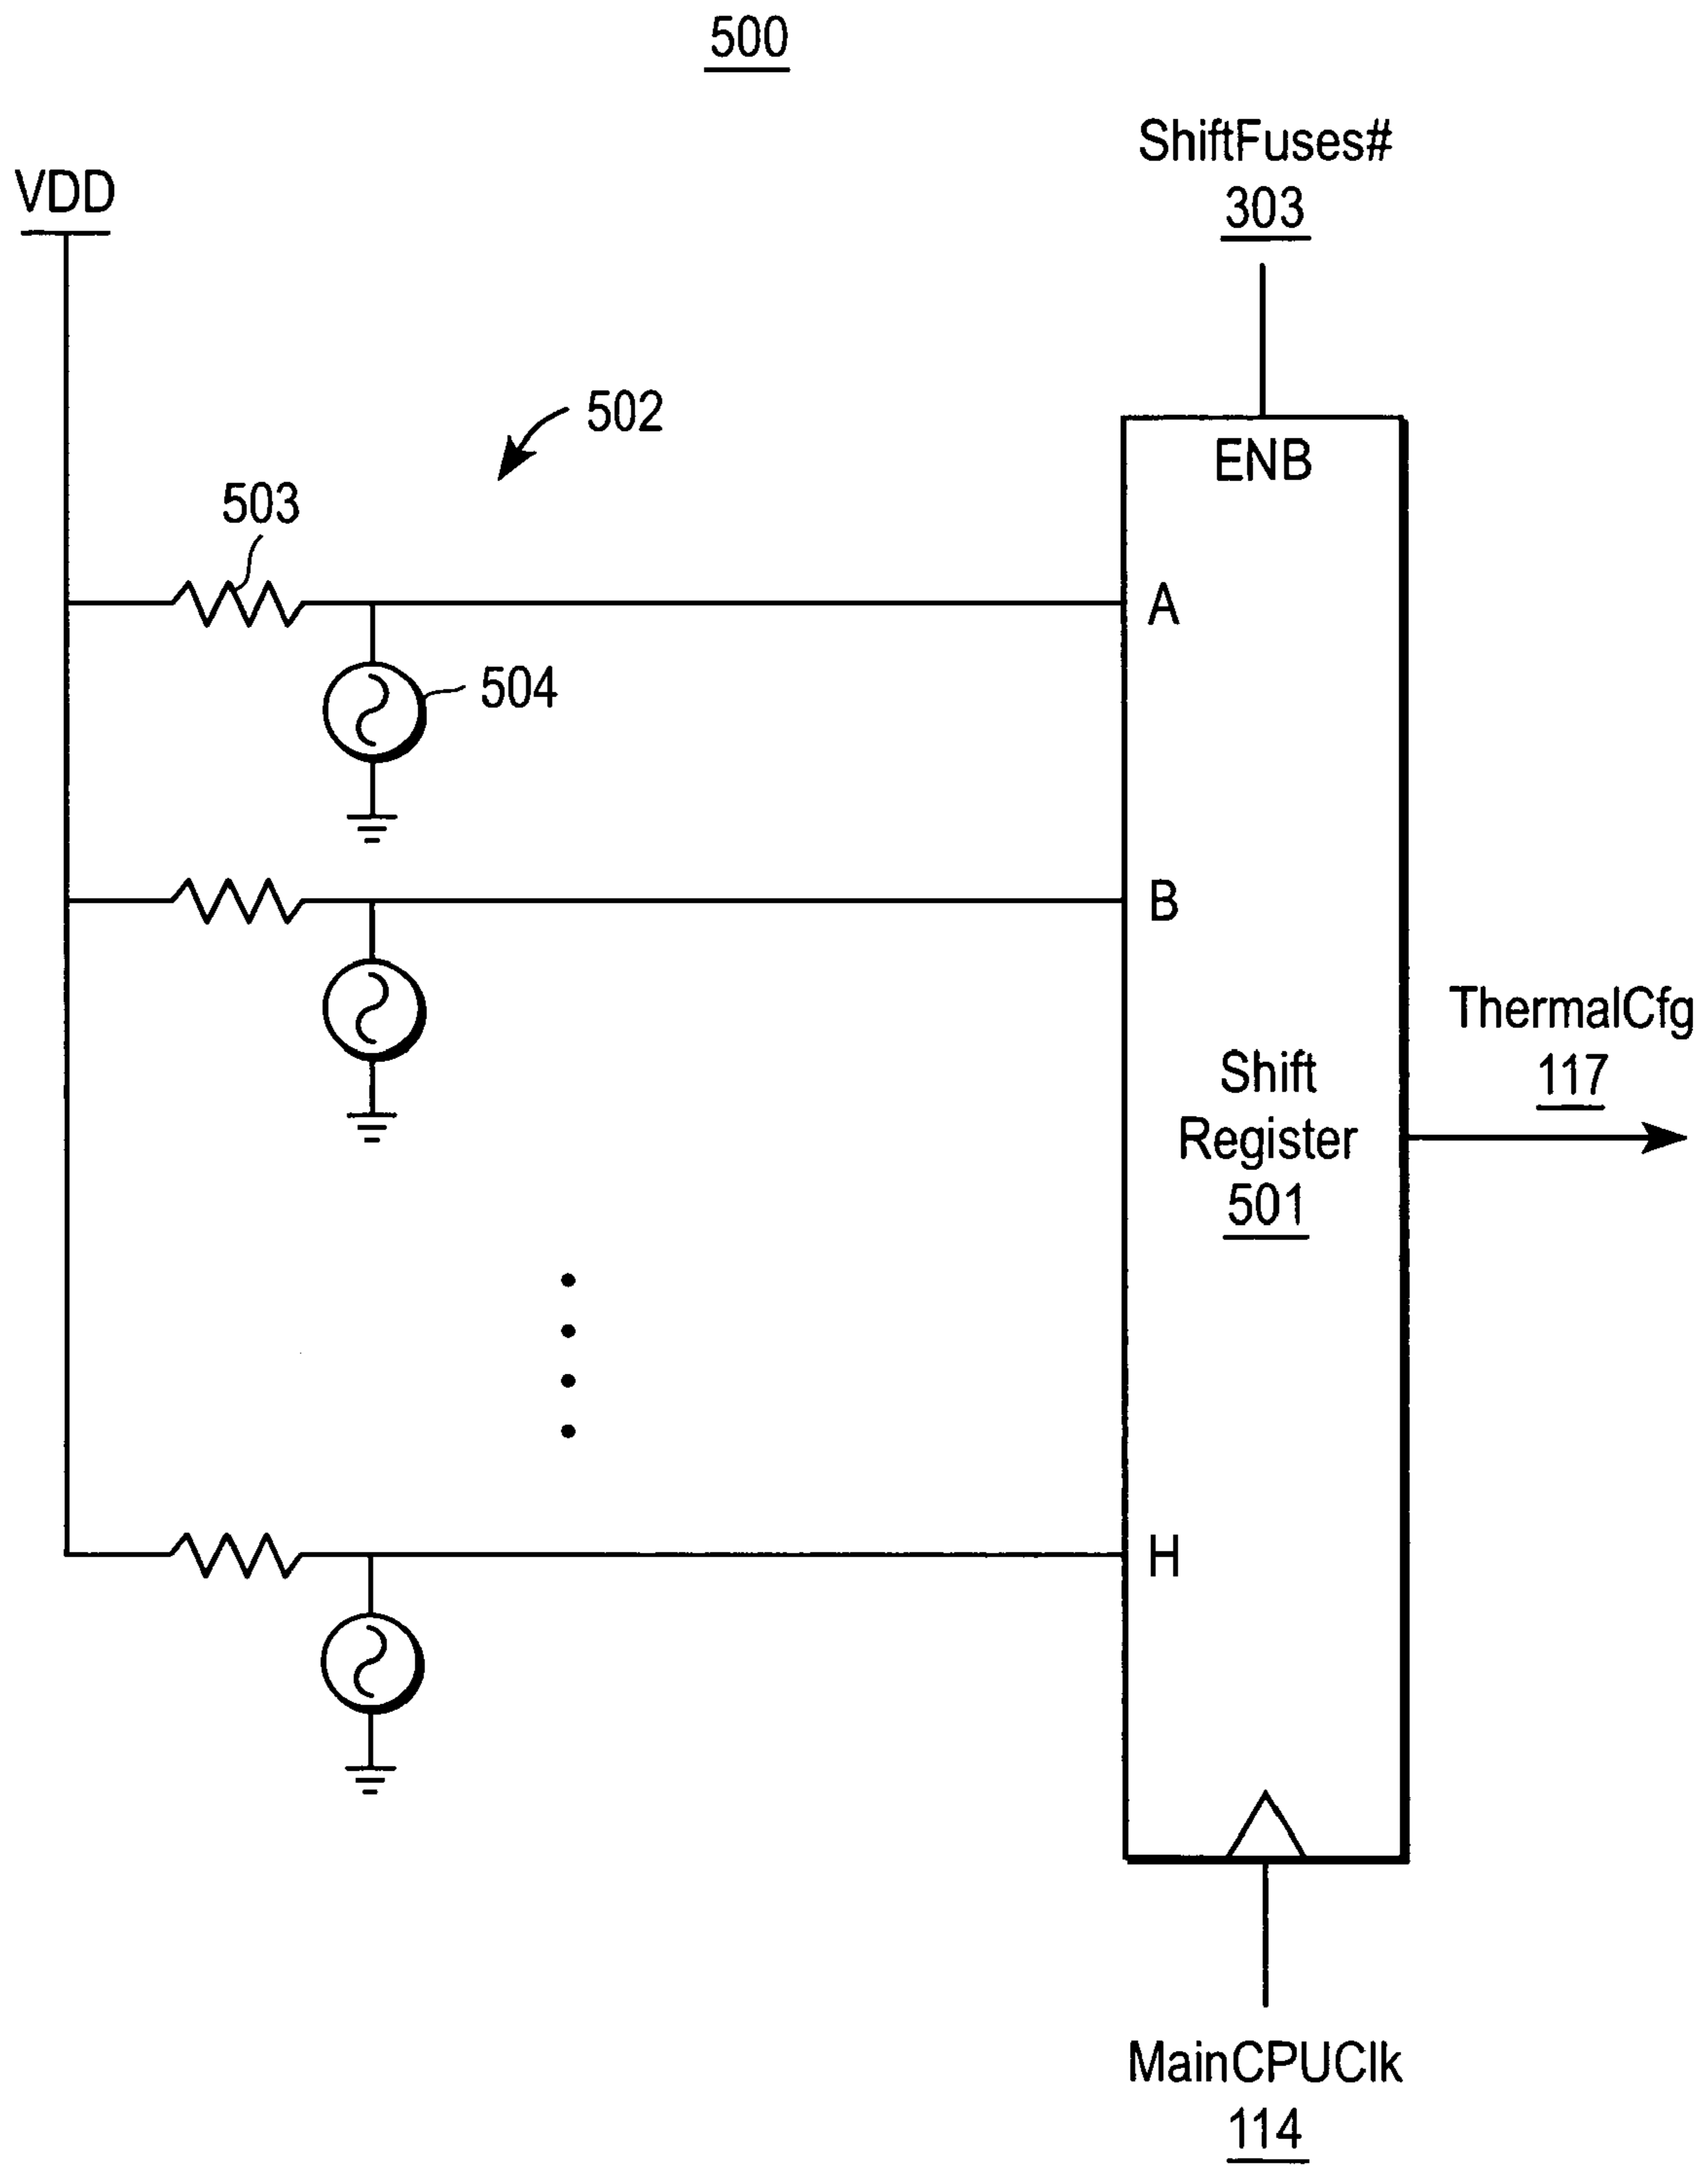 500
ShiftFuses#
303
VDD
502
ENB
503
A
504
B
ThermalCfg
117
Shift
Register
501
H
MainCPUClk
114